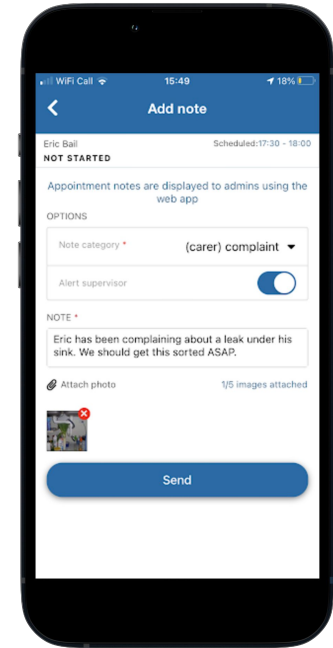 WiFi Call 15:49 18%
Add note
Eric Bail Scheduled:17:30 - 18:00
NOT STARTED
Appointment notes are displayed to admins using the
web app
OPTIONS
Note category * (carer) complaint
Alert supervisor
NOTE *
Eric has been complaining about a leak under his
sink. We should get this sorted ASAP.
Attach photo 1/5 images attached
Send